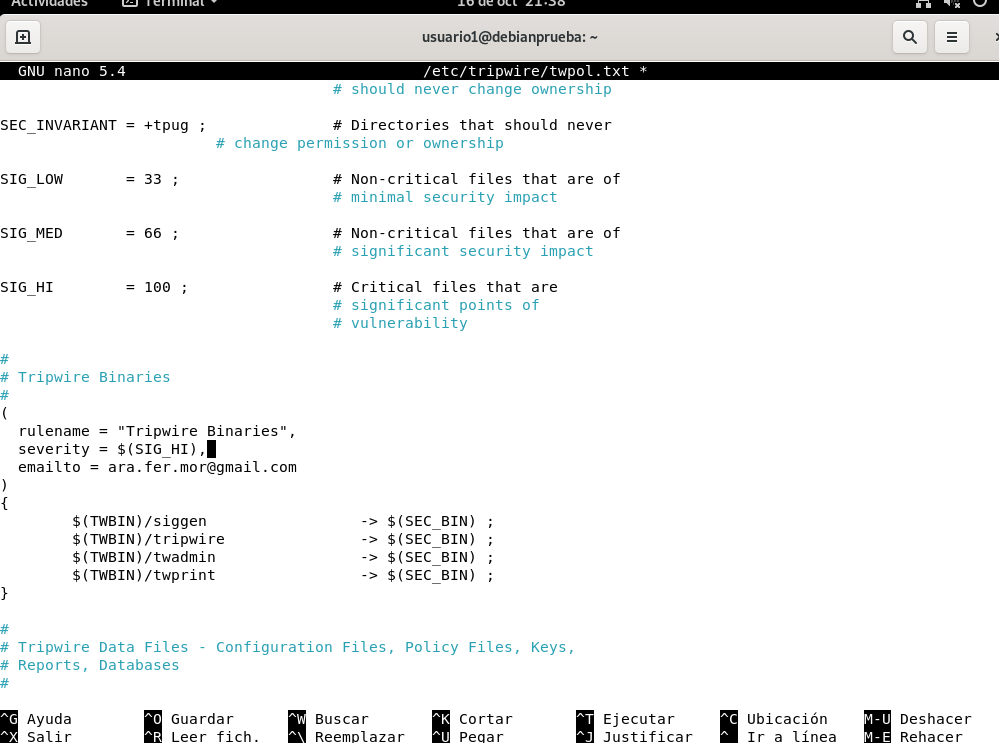 Actividades Terminal 16 de oct 21:38
usuario1@debianprueba: ~
GNU nano 5.4 /etc/tripwire/twpol.txt *
# should never change ownership
SEC_INVARIANT = +tpug ; # Directories that should never
# change permission or ownership
SIG_LOW = 33 ; # Non-critical files that are of
# minimal security impact
SIG_MED = 66 ; # Non-critical files that are of
# significant security impact
SIG_HI = 100 ; # Critical files that are
# significant points of
# vulnerability
#
# Tripwire Binaries
#
(
rulename = "Tripwire Binaries",
severity = $(SIG_HI),
emailto = ara.fer.mor@gmail.com
)
{
$(TWBIN)/siggen -> $(SEC_BIN) ;
$(TWBIN)/tripwire -> $(SEC_BIN) ;
$(TWBIN)/twadmin -> $(SEC_BIN) ;
$(TWBIN)/twprint -> $(SEC_BIN) ;
}
#
# Tripwire Data Files - Configuration Files, Policy Files, Keys,
# Reports, Databases
#
^G Ayuda ^O Guardar ^W Buscar ^K Cortar ^T Ejecutar ^C Ubicación M-U Deshacer
^X Salir ^R Leer fich. ^\ Reemplazar ^U Pegar ^J Justificar ^_ Ir a línea M-E Rehacer